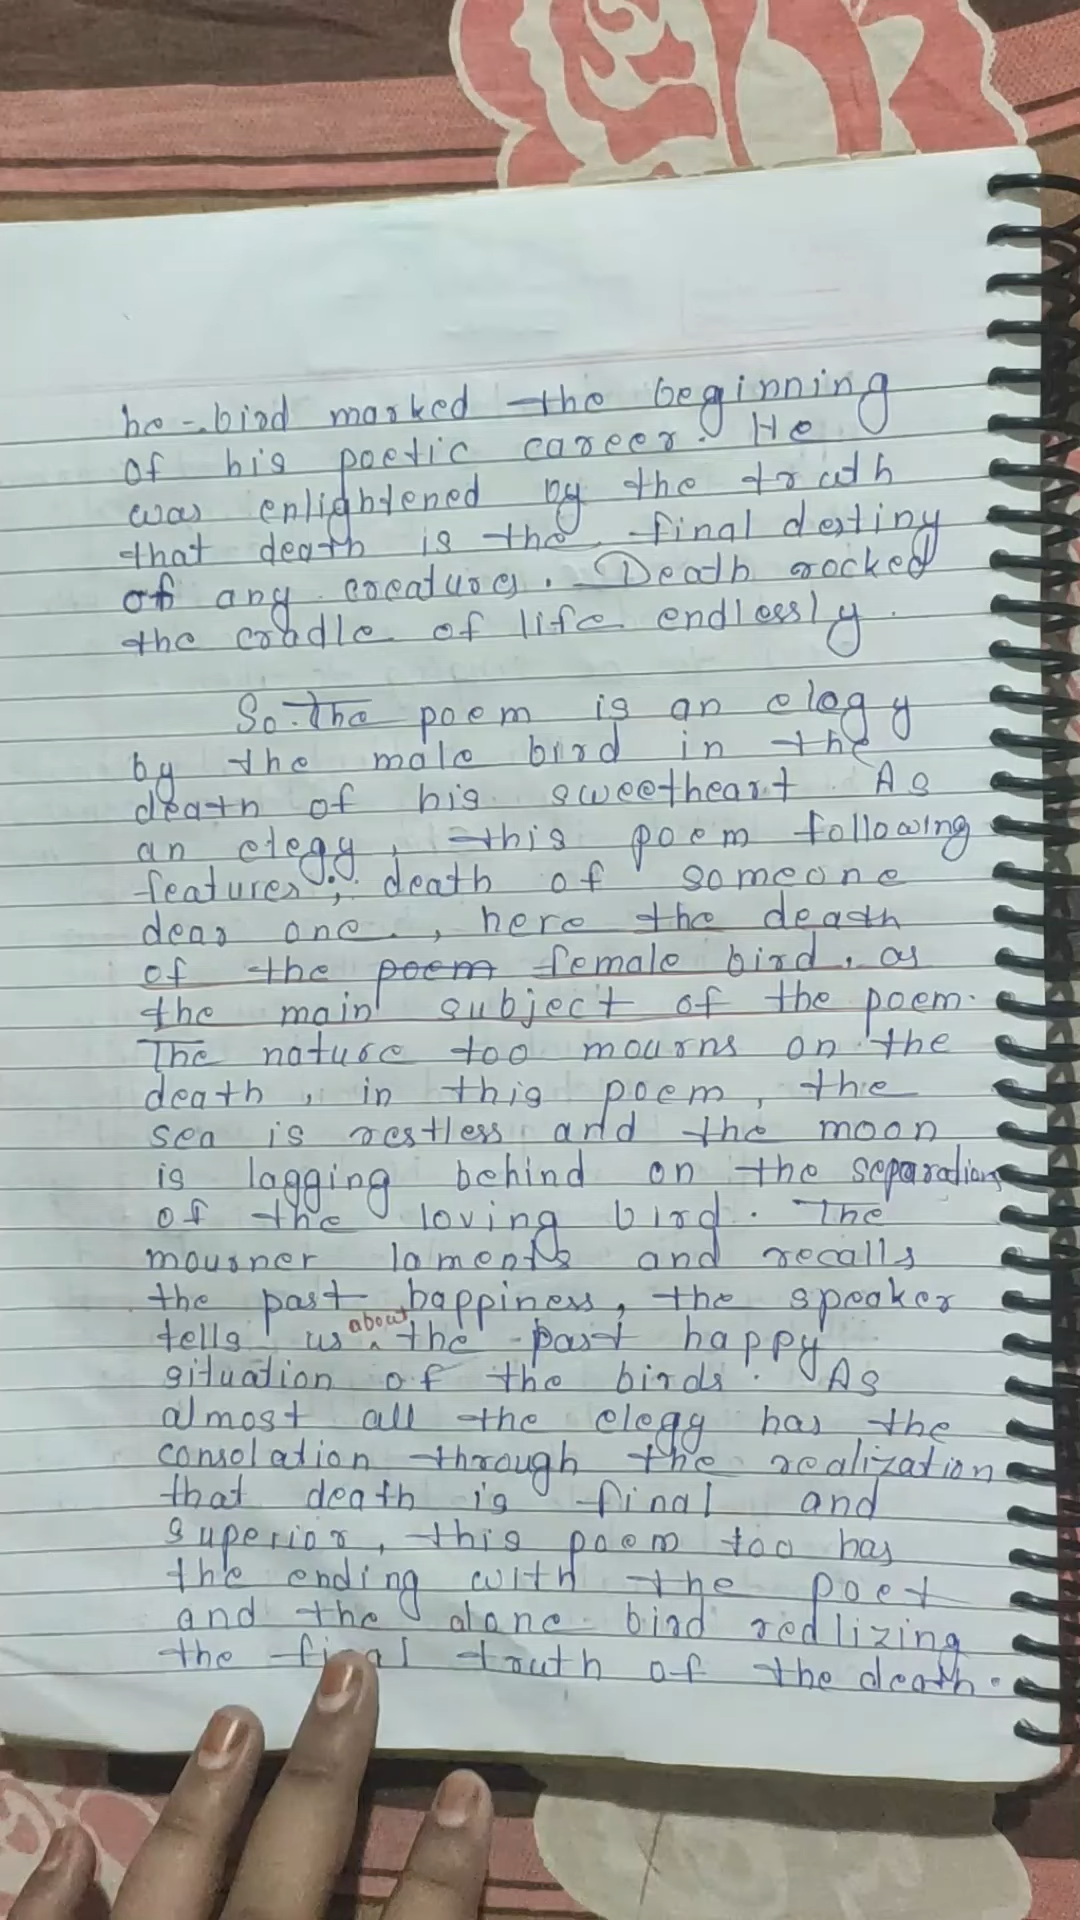 he-bird marked the beginning
of his poetic career. He
was enlightened by the truth
that death is the final destiny
of any creatures. Death rocked
the cradle of life endlessly.
So. The poem is an elegy
by the male bird in the
death of his sweetheart. As
an elegy, this poem following
features; death of someone
dear one, here the death
of the poem female bird, as
the main subject of the poem.
The nature too mourns on the
death, in this poem, the
sea is restless and the moon
is lagging behind on the separation
of the loving bird. The
mourner laments and recalls
the past happiness, the speaker
tells us about the past happy
situation of the birds. As
almost all the elegy has the
consolation through the realization
that death is final and
superior, this poem too has
the ending with the poet
and the alone bird realizing
the final truth of the death.